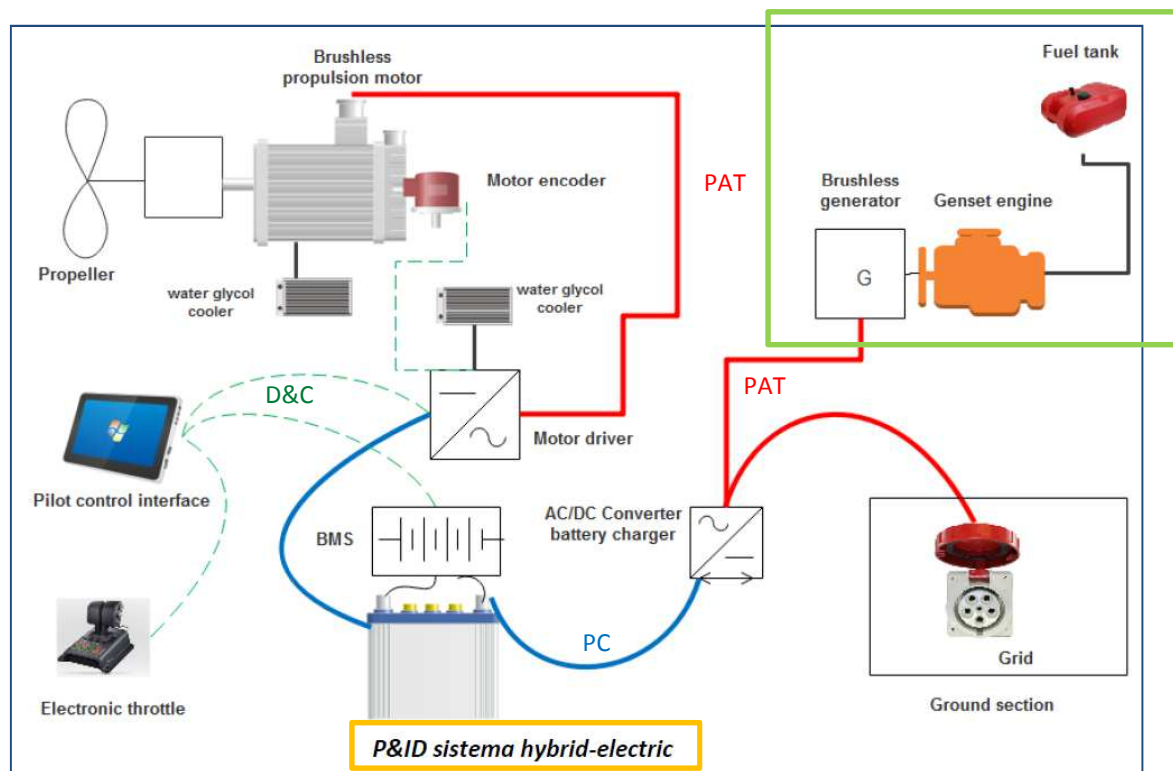 Brushless
propulsion motor
Fuel tank
Motor encoder
PAT
Brushless
generator
Genset engine
G
Propeller
water glycol
cooler
water glycol
cooler
D&C
PAT
Motor driver
Pilot control interface
BMS
AC/DC Converter
battery charger
PC
Grid
Electronic throttle
Ground section
P&ID sistema hybrid-electric